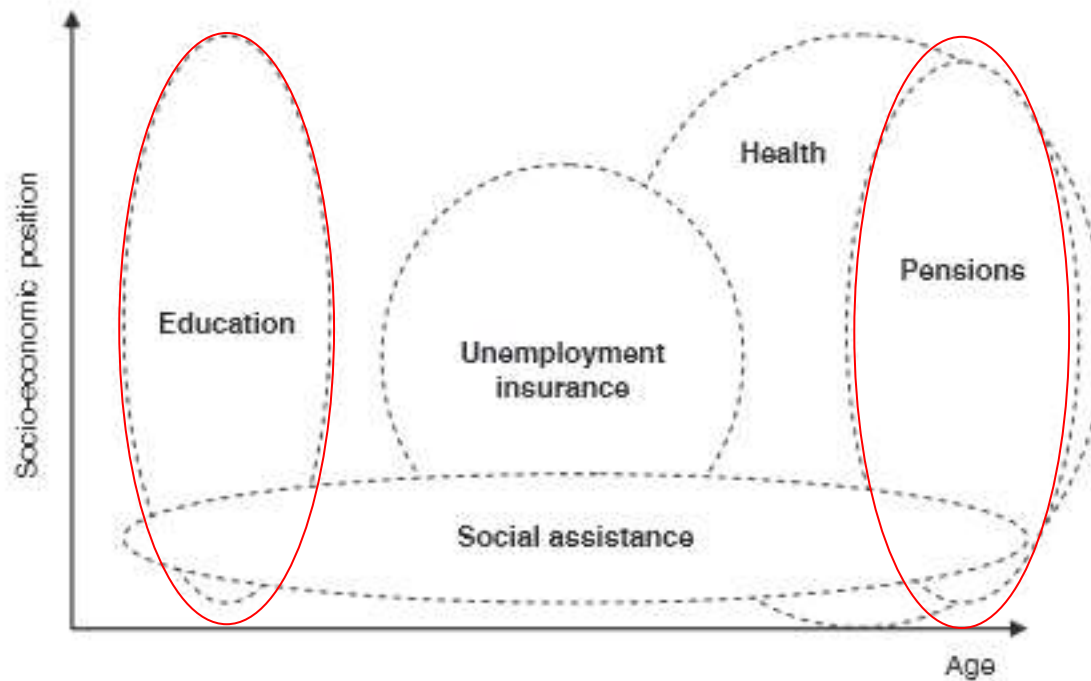 Socio-economic position
Health
Pensions
Education
Unemployment
insurance
Social assistance
Age